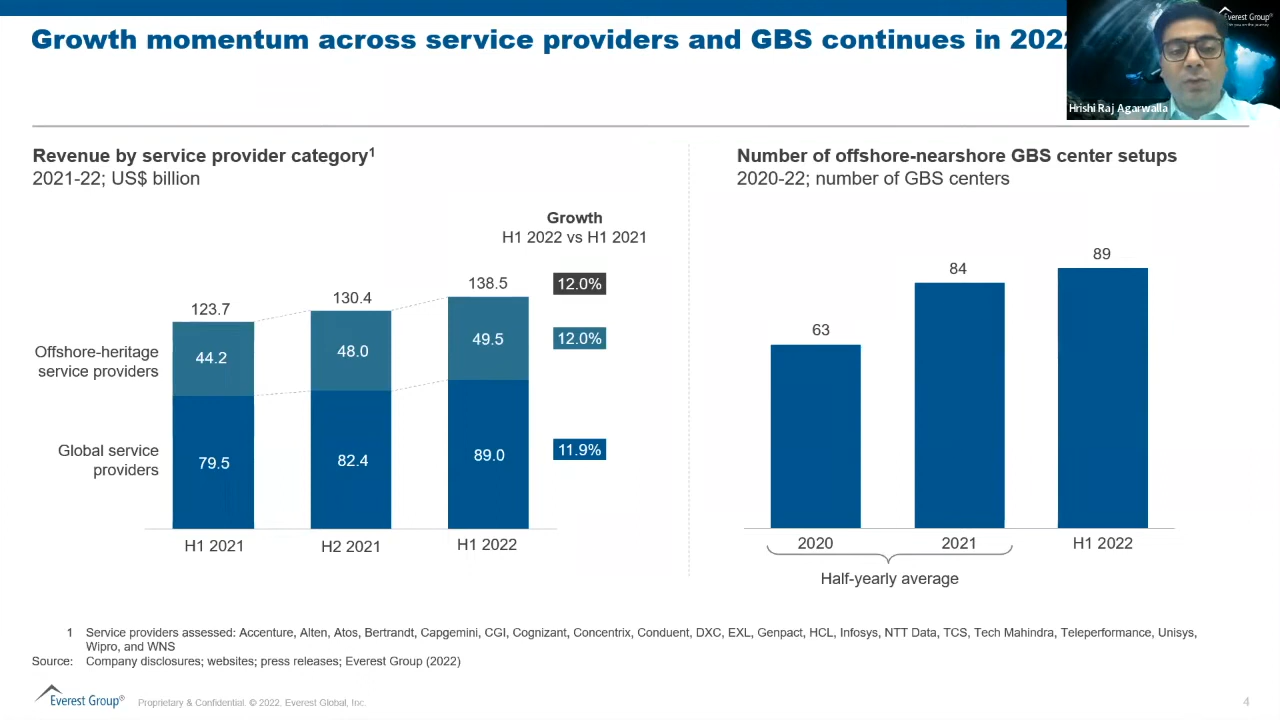 Growth momentum across service providers and GBS continues in 2022
Everest Group®
Hrishi Raj Agarwalla
Revenue by service provider category1
2021-22; US$ billion
Growth
H1 2022 vs H1 2021
123.7
130.4
138.5
12.0%
Offshore-heritage
service providers
44.2
48.0
49.5
12.0%
Global service
providers
79.5
82.4
89.0
11.9%
H1 2021
H2 2021
H1 2022
Number of offshore-nearshore GBS center setups
2020-22; number of GBS centers
63
84
89
2020
2021
H1 2022
Half-yearly average
1 Service providers assessed: Accenture, Alten, Atos, Bertrandt, Capgemini, CGI, Cognizant, Concentrix, Conduent, DXC, EXL, Genpact, HCL, Infosys, NTT Data, TCS, Tech Mahindra, Teleperformance, Unisys,
Wipro, and WNS
Source: Company disclosures; websites; press releases; Everest Group (2022)
Everest Group® Proprietary & Confidential. © 2022, Everest Global, Inc.
4